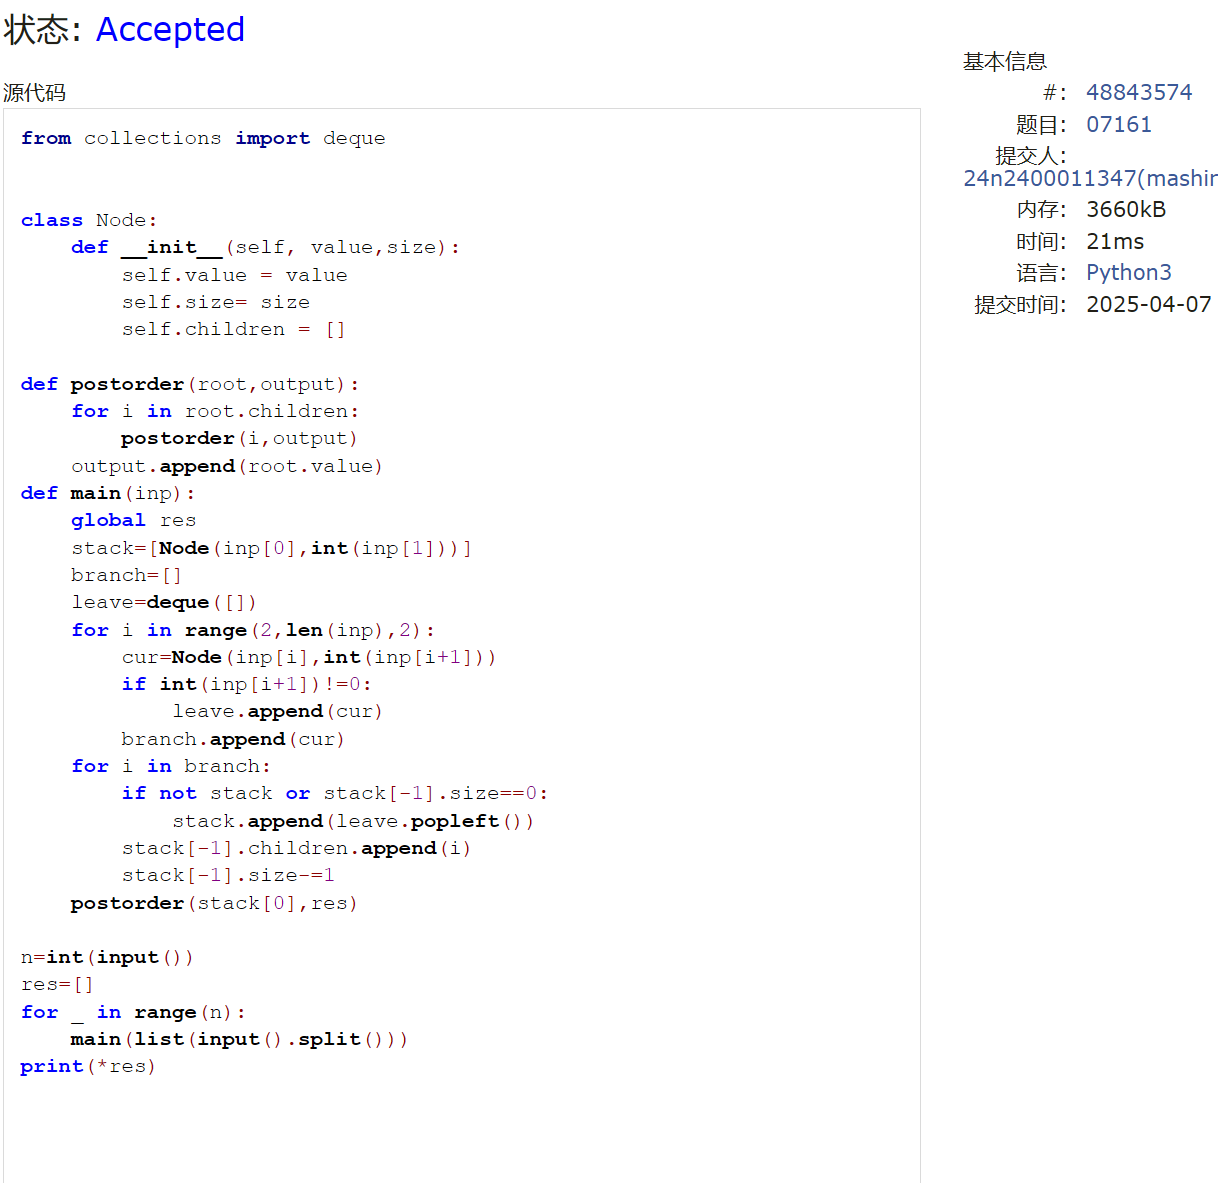 状态: Accepted
源代码
from collections import deque
class Node:
    def __init__(self, value,size):
        self.value = value
        self.size= size
        self.children = []
def postorder(root,output):
    for i in root.children:
        postorder(i,output)
    output.append(root.value)
def main(inp):
    global res
    stack=[Node(inp[0],int(inp[1]))]
    branch=[]
    leave=deque([])
    for i in range(2,len(inp),2):
        cur=Node(inp[i],int(inp[i+1]))
        if int(inp[i+1])!=0:
            leave.append(cur)
        branch.append(cur)
    for i in branch:
        if not stack or stack[-1].size==0:
            stack.append(leave.popleft())
        stack[-1].children.append(i)
        stack[-1].size-=1
    postorder(stack[0],res)
n=int(input())
res=[]
for _ in range(n):
    main(list(input().split()))
print(*res)
基本信息
#: 48843574
题目: 07161
提交人:
24n2400011347(mashir
内存: 3660kB
时间: 21ms
语言: Python3
提交时间: 2025-04-07